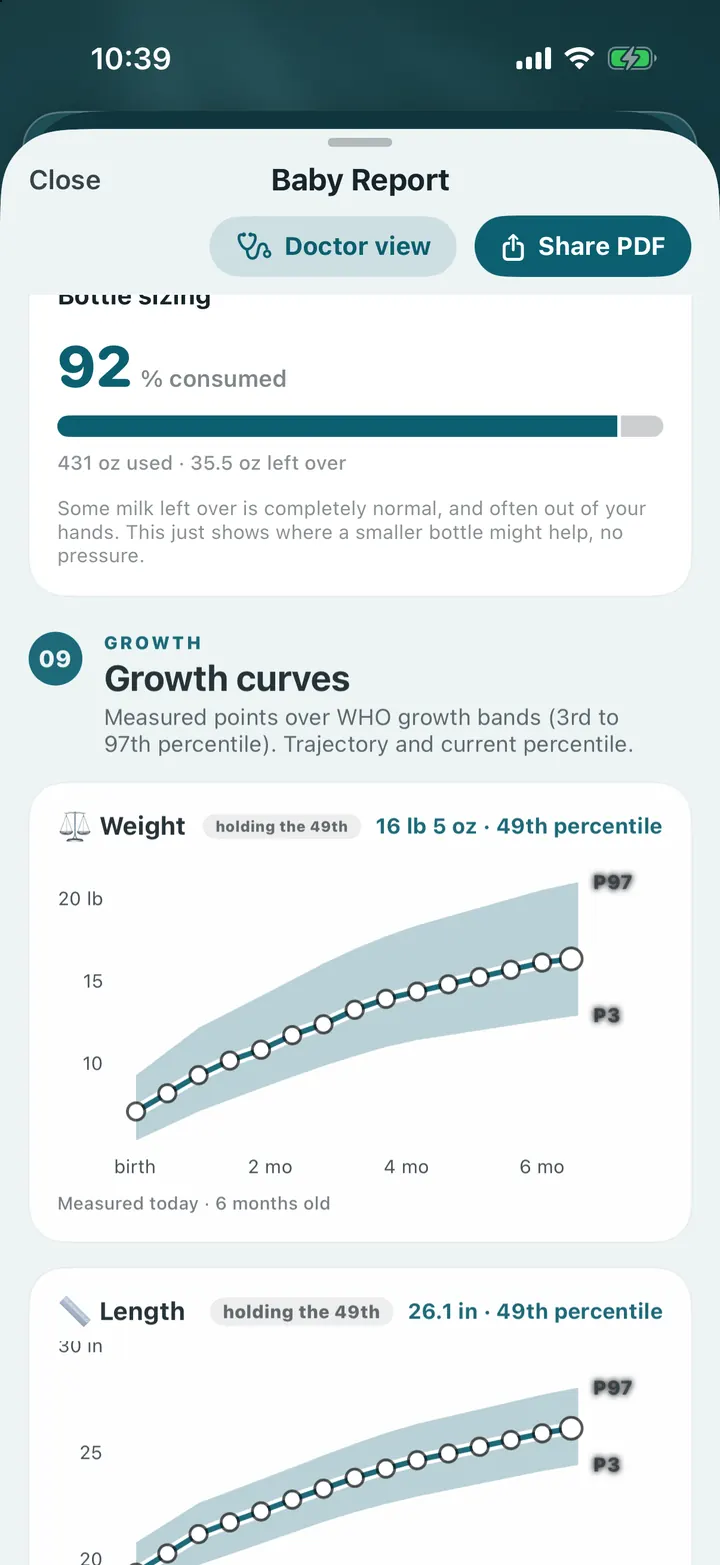 10:39
Close
Baby Report
Doctor view
Share PDF
Bottle sizing
92 % consumed
431 oz used · 35.5 oz left over
Some milk left over is completely normal, and often out of your
hands. This just shows where a smaller bottle might help, no
pressure.
09
GROWTH
Growth curves
Measured points over WHO growth bands (3rd to
97th percentile). Trajectory and current percentile.
Weight
holding the 49th
16 lb 5 oz · 49th percentile
P97
20 lb
15
P3
10
birth
2 mo
4 mo
6 mo
Measured today · 6 months old
Length
holding the 49th
26.1 in · 49th percentile
30 in
P97
25
P3
20